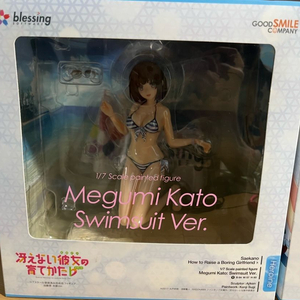 blessing
SOFTWARE
GOOD SMILE
COMPANY
1/7 Scale painted figure
Megumi Kato
Swimsuit Ver.
冴えない彼女の
育てかた♭
Saekano
How to Raise a Boring Girlfriend ♭
1/7 Scale painted figure
Megumi Kato: Swimsuit Ver.
Heroine